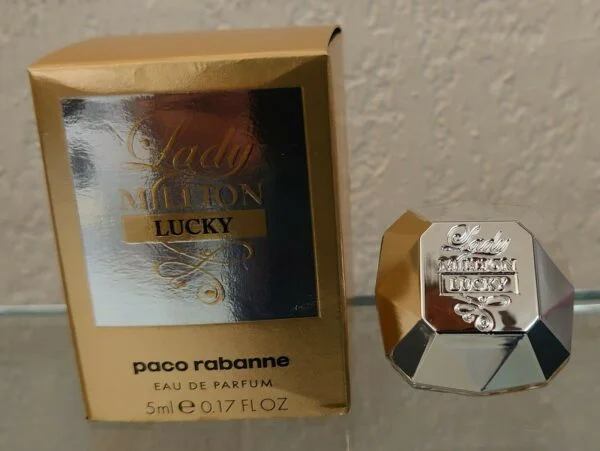 Lady
MILLION
LUCKY
paco rabanne
EAU DE PARFUM
5ml ℮ 0.17 FL OZ
Lady
MILLION
LUCKY